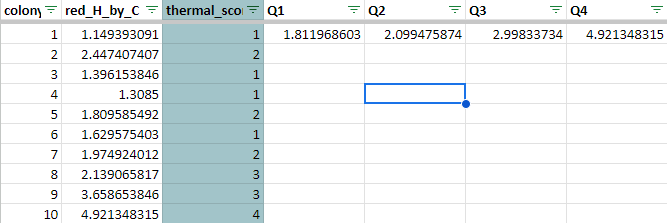 colony red_H_by_C thermal_sco Q1 Q2 Q3 Q4
1 1.149393091 1 1.811968603 2.099475874 2.99833734 4.921348315
2 2.447407407 2
3 1.396153846 1
4 1.3085 1
5 1.809585492 2
6 1.629575403 1
7 1.974924012 2
8 2.139065817 3
9 3.658653846 3
10 4.921348315 4